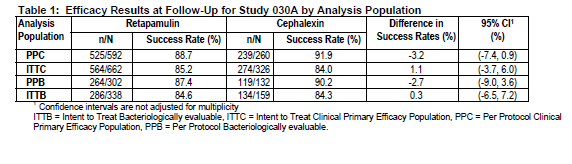 Table 1: Efficacy Results at Follow-Up for Study 030A by Analysis Population
Analysis Population Retapamulin Cephalexin Difference in Success Rates (%) 95% CI¹ (%)
n/N Success Rate (%) n/N Success Rate (%)
PPC 525/592 88.7 239/260 91.9 -3.2 (-7.4, 0.9)
ITTC 564/662 85.2 274/326 84.0 1.1 (-3.7, 6.0)
PPB 264/302 87.4 119/132 90.2 -2.7 (-9.0, 3.6)
ITTB 286/338 84.6 134/159 84.3 0.3 (-6.5, 7.2)
¹ Confidence intervals are not adjusted for multiplicity
ITTB = Intent to Treat Bacteriologically evaluable, ITTC = Intent to Treat Clinical Primary Efficacy Population, PPC = Per Protocol Clinical
Primary Efficacy Population, PPB = Per Protocol Bacteriologically evaluable.